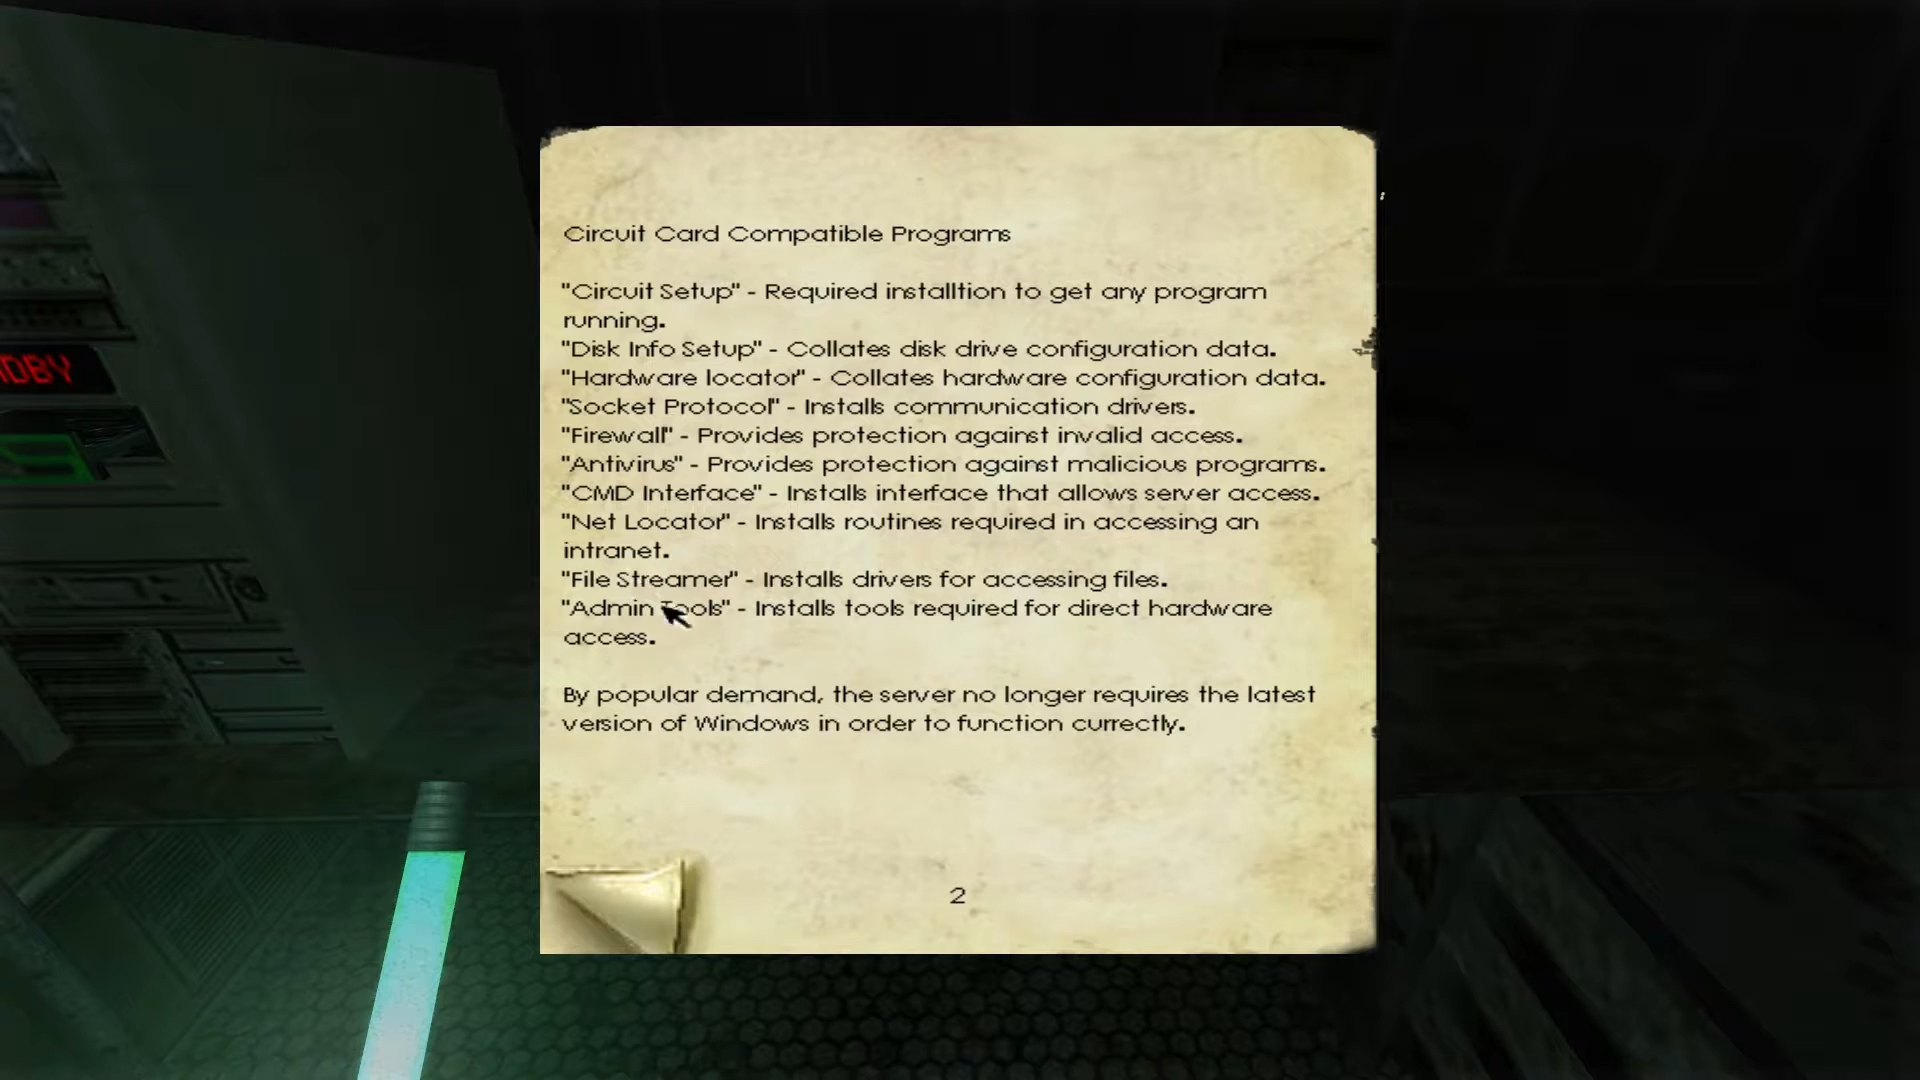 Circuit Card Compatible Programs
"Circuit Setup" - Required installtion to get any program
running.
"Disk Info Setup" - Collates disk drive configuration data.
"Hardware locator" - Collates hardware configuration data.
"Socket Protocol" - Installs communication drivers.
"Firewall" - Provides protection against invalid access.
"Antivirus" - Provides protection against malicious programs.
"CMD Interface" - Installs interface that allows server access.
"Net Locator" - Installs routines required in accessing an
intranet.
"File Streamer" - Installs drivers for accessing files.
"Admin Tools" - Installs tools required for direct hardware
access.
By popular demand, the server no longer requires the latest
version of Windows in order to function currectly.
2